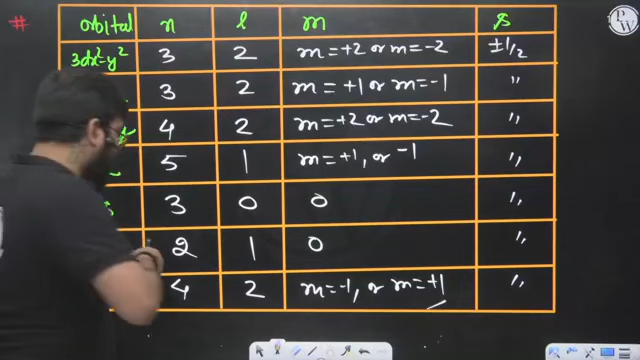 # orbital n l m s
3dx²-y² 3 2 m = +2 or m = -2 ±1/2
3 2 m = +1 or m = -1 "
4 2 m = +2 or m = -2 "
5 1 m = +1, or -1 "
3 0 0 "
2 1 0 "
4 2 m = -1, or m = +1 "
PW